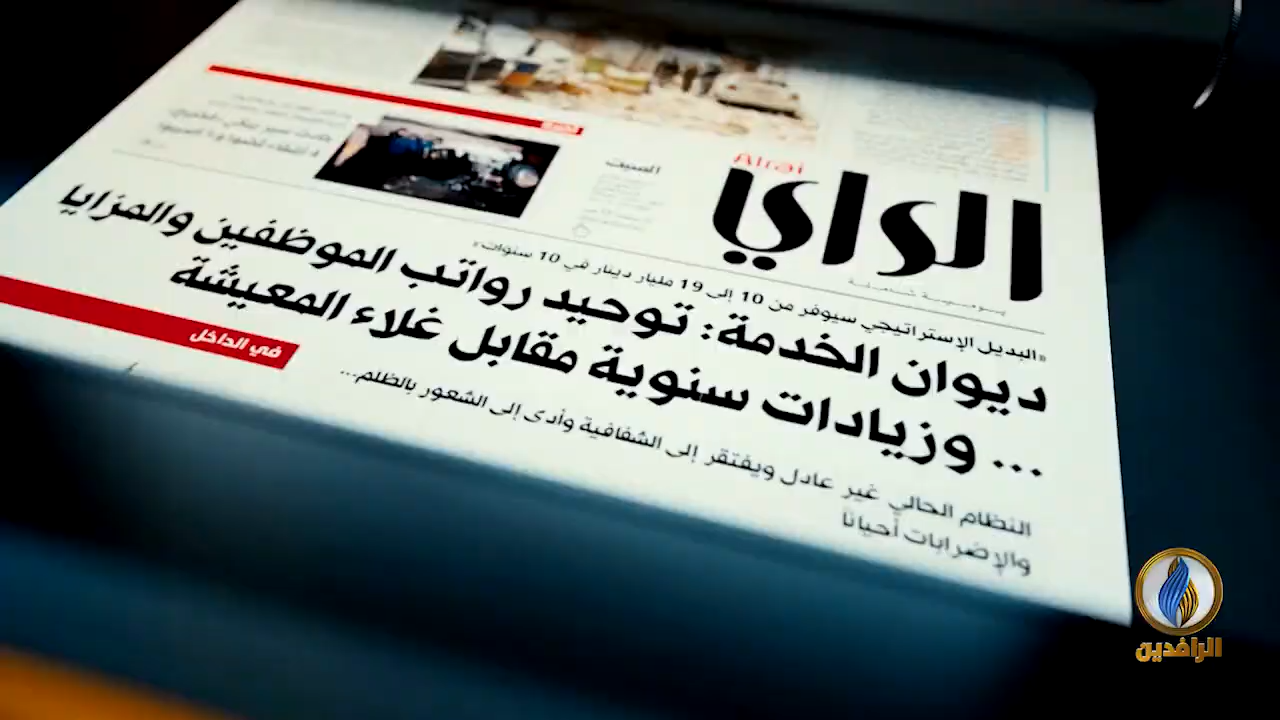 Alrai
الراي
السبت
«البديل الإستراتيجي سيوفر من 10 إلى 19 مليار دينار في 10 سنوات»
ديوان الخدمة: توحيد رواتب الموظفين والمزايا
... وزيادات سنوية مقابل غلاء المعيشة
في الداخل
النظام الحالي غير عادل ويفتقر إلى الشفافية وأدى إلى الشعور بالظلم...
والإضرابات أحياناً
الرافدين